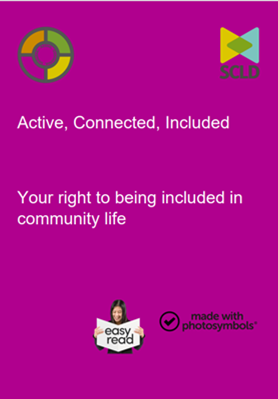 SCLD
Active, Connected, Included
Your right to being included in
community life
easy
read
made with
photosymbols®